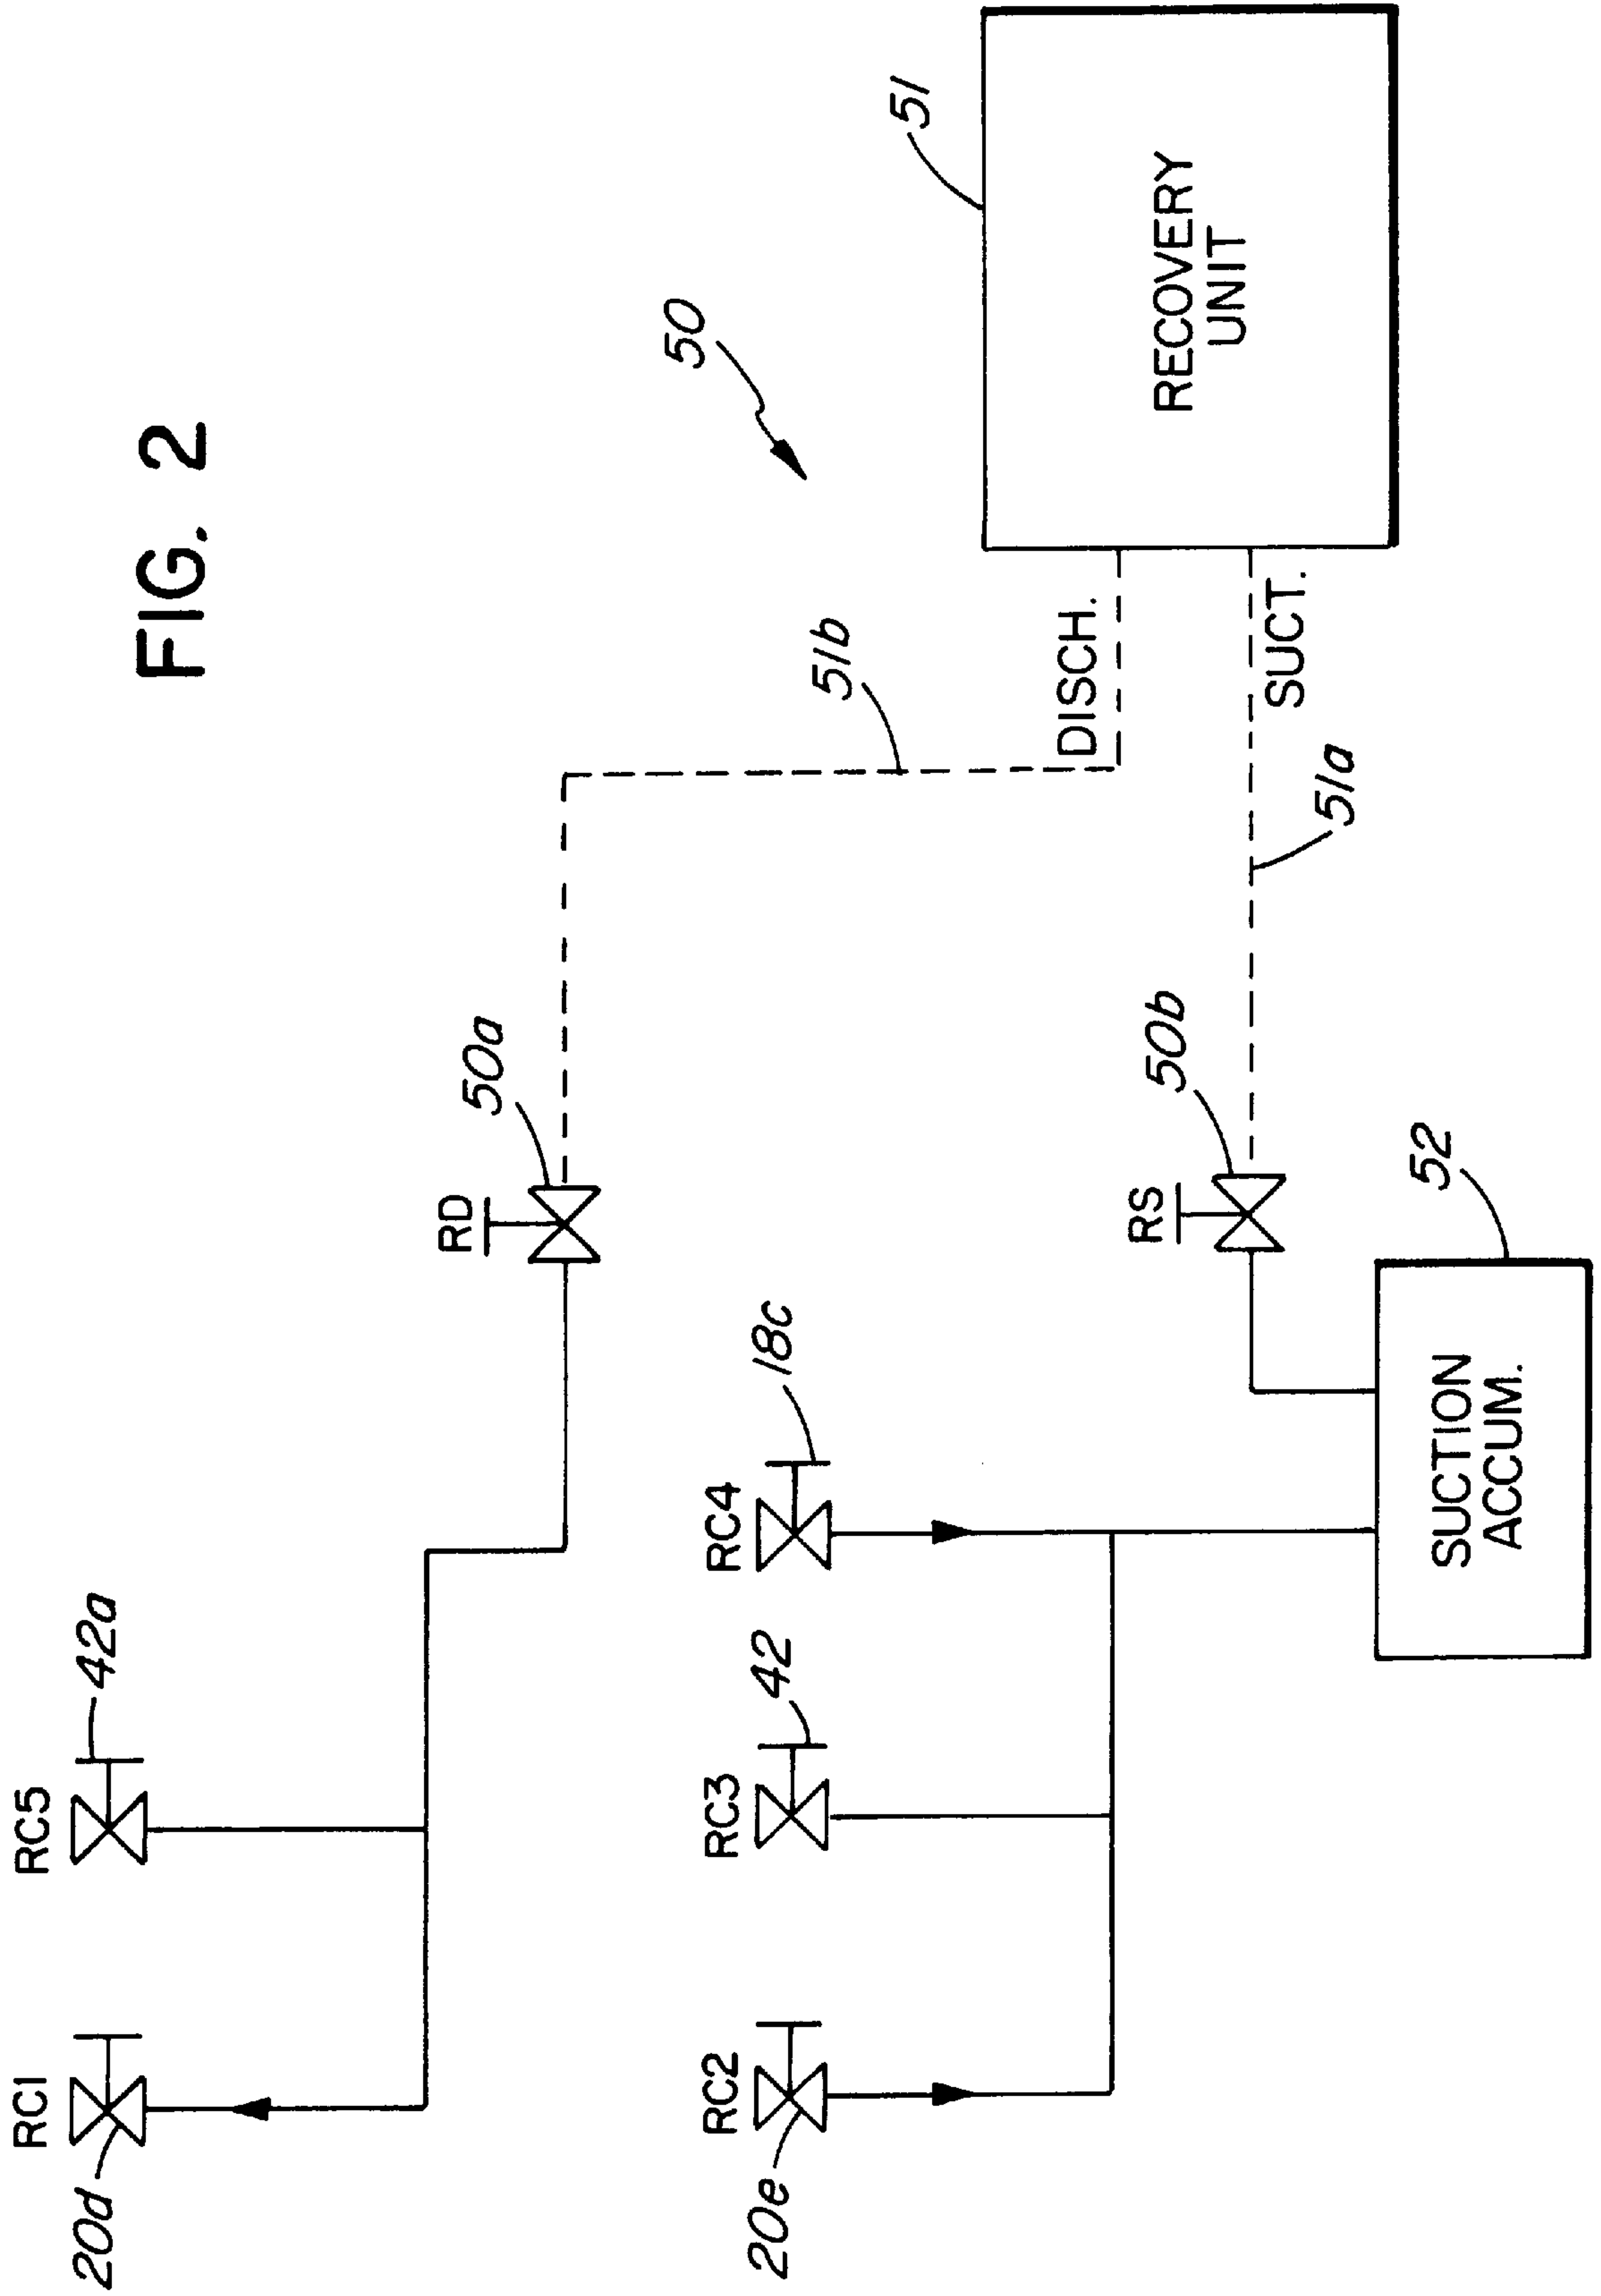 FIG. 2
RC1
20d
RC5
42a
RD
50a
51b
50
51
RECOVERY
UNIT
DISCH.
SUCT.
51a
RC2
20e
RC3
42
RC4
18c
RS
50b
52
SUCTION
ACCUM.